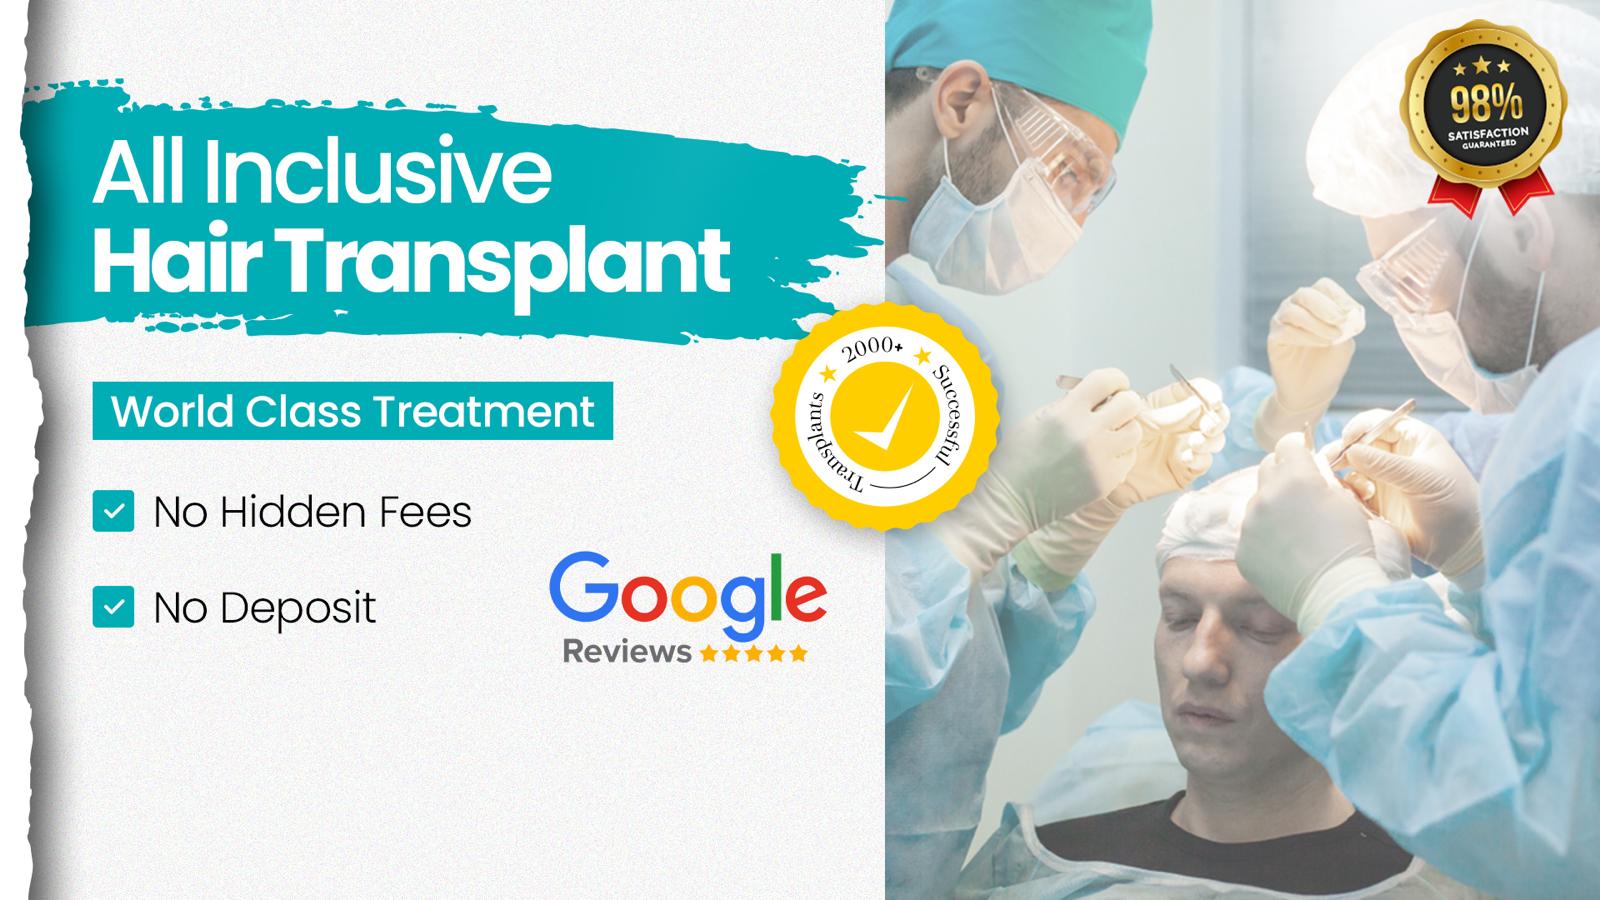 All Inclusive
Hair Transplant
World Class Treatment
No Hidden Fees
No Deposit
Google
Reviews
2000+ Successful Transplants
98%
SATISFACTION
GUARANTEED